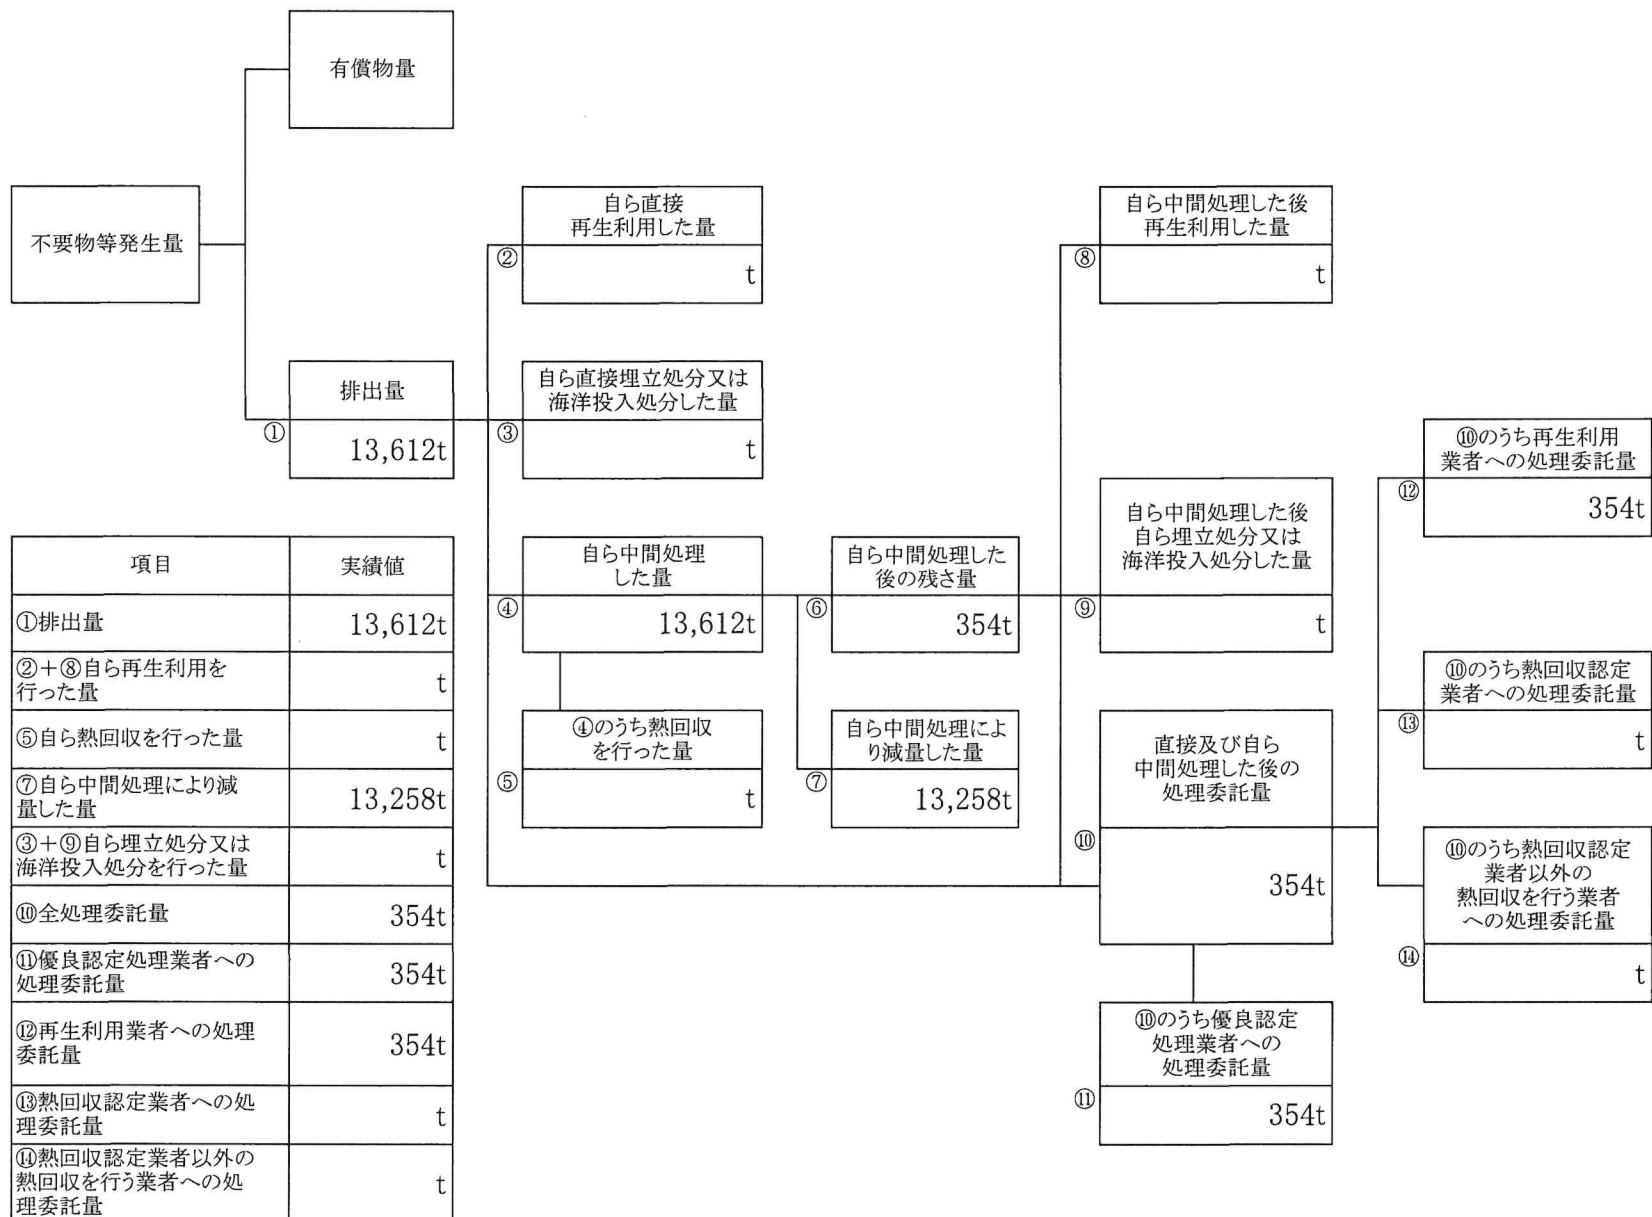 有償物量
不要物等発生量
排出量
①
13,612t
自ら直接
再生利用した量
②
t
自ら直接埋立処分又は
海洋投入処分した量
③
t
自ら中間処理
した量
④
13,612t
④のうち熱回収
を行った量
⑤
t
自ら中間処理した
後の残さ量
⑥
354t
自ら中間処理によ
り減量した量
⑦
13,258t
自ら中間処理した後
再生利用した量
⑧
t
自ら中間処理した後
自ら埋立処分又は
海洋投入処分した量
⑨
t
直接及び自ら
中間処理した後の
処理委託量
⑩
354t
⑩のうち優良認定
処理業者への
処理委託量
⑪
354t
⑩のうち再生利用
業者への処理委託量
⑫
354t
⑩のうち熱回収認定
業者への処理委託量
⑬
t
⑩のうち熱回収認定
業者以外の
熱回収を行う業者
への処理委託量
⑭
t
項目 実績値
①排出量 13,612t
②+⑧自ら再生利用を
行った量
t
⑤自ら熱回収を行った量 t
⑦自ら中間処理により減
量した量
13,258t
③+⑨自ら埋立処分又は
海洋投入処分を行った量
t
⑩全処理委託量 354t
⑪優良認定処理業者への
処理委託量
354t
⑫再生利用業者への処理
委託量
354t
⑬熱回収認定業者への処
理委託量
t
⑭熱回収認定業者以外の
熱回収を行う業者への処
理委託量
t